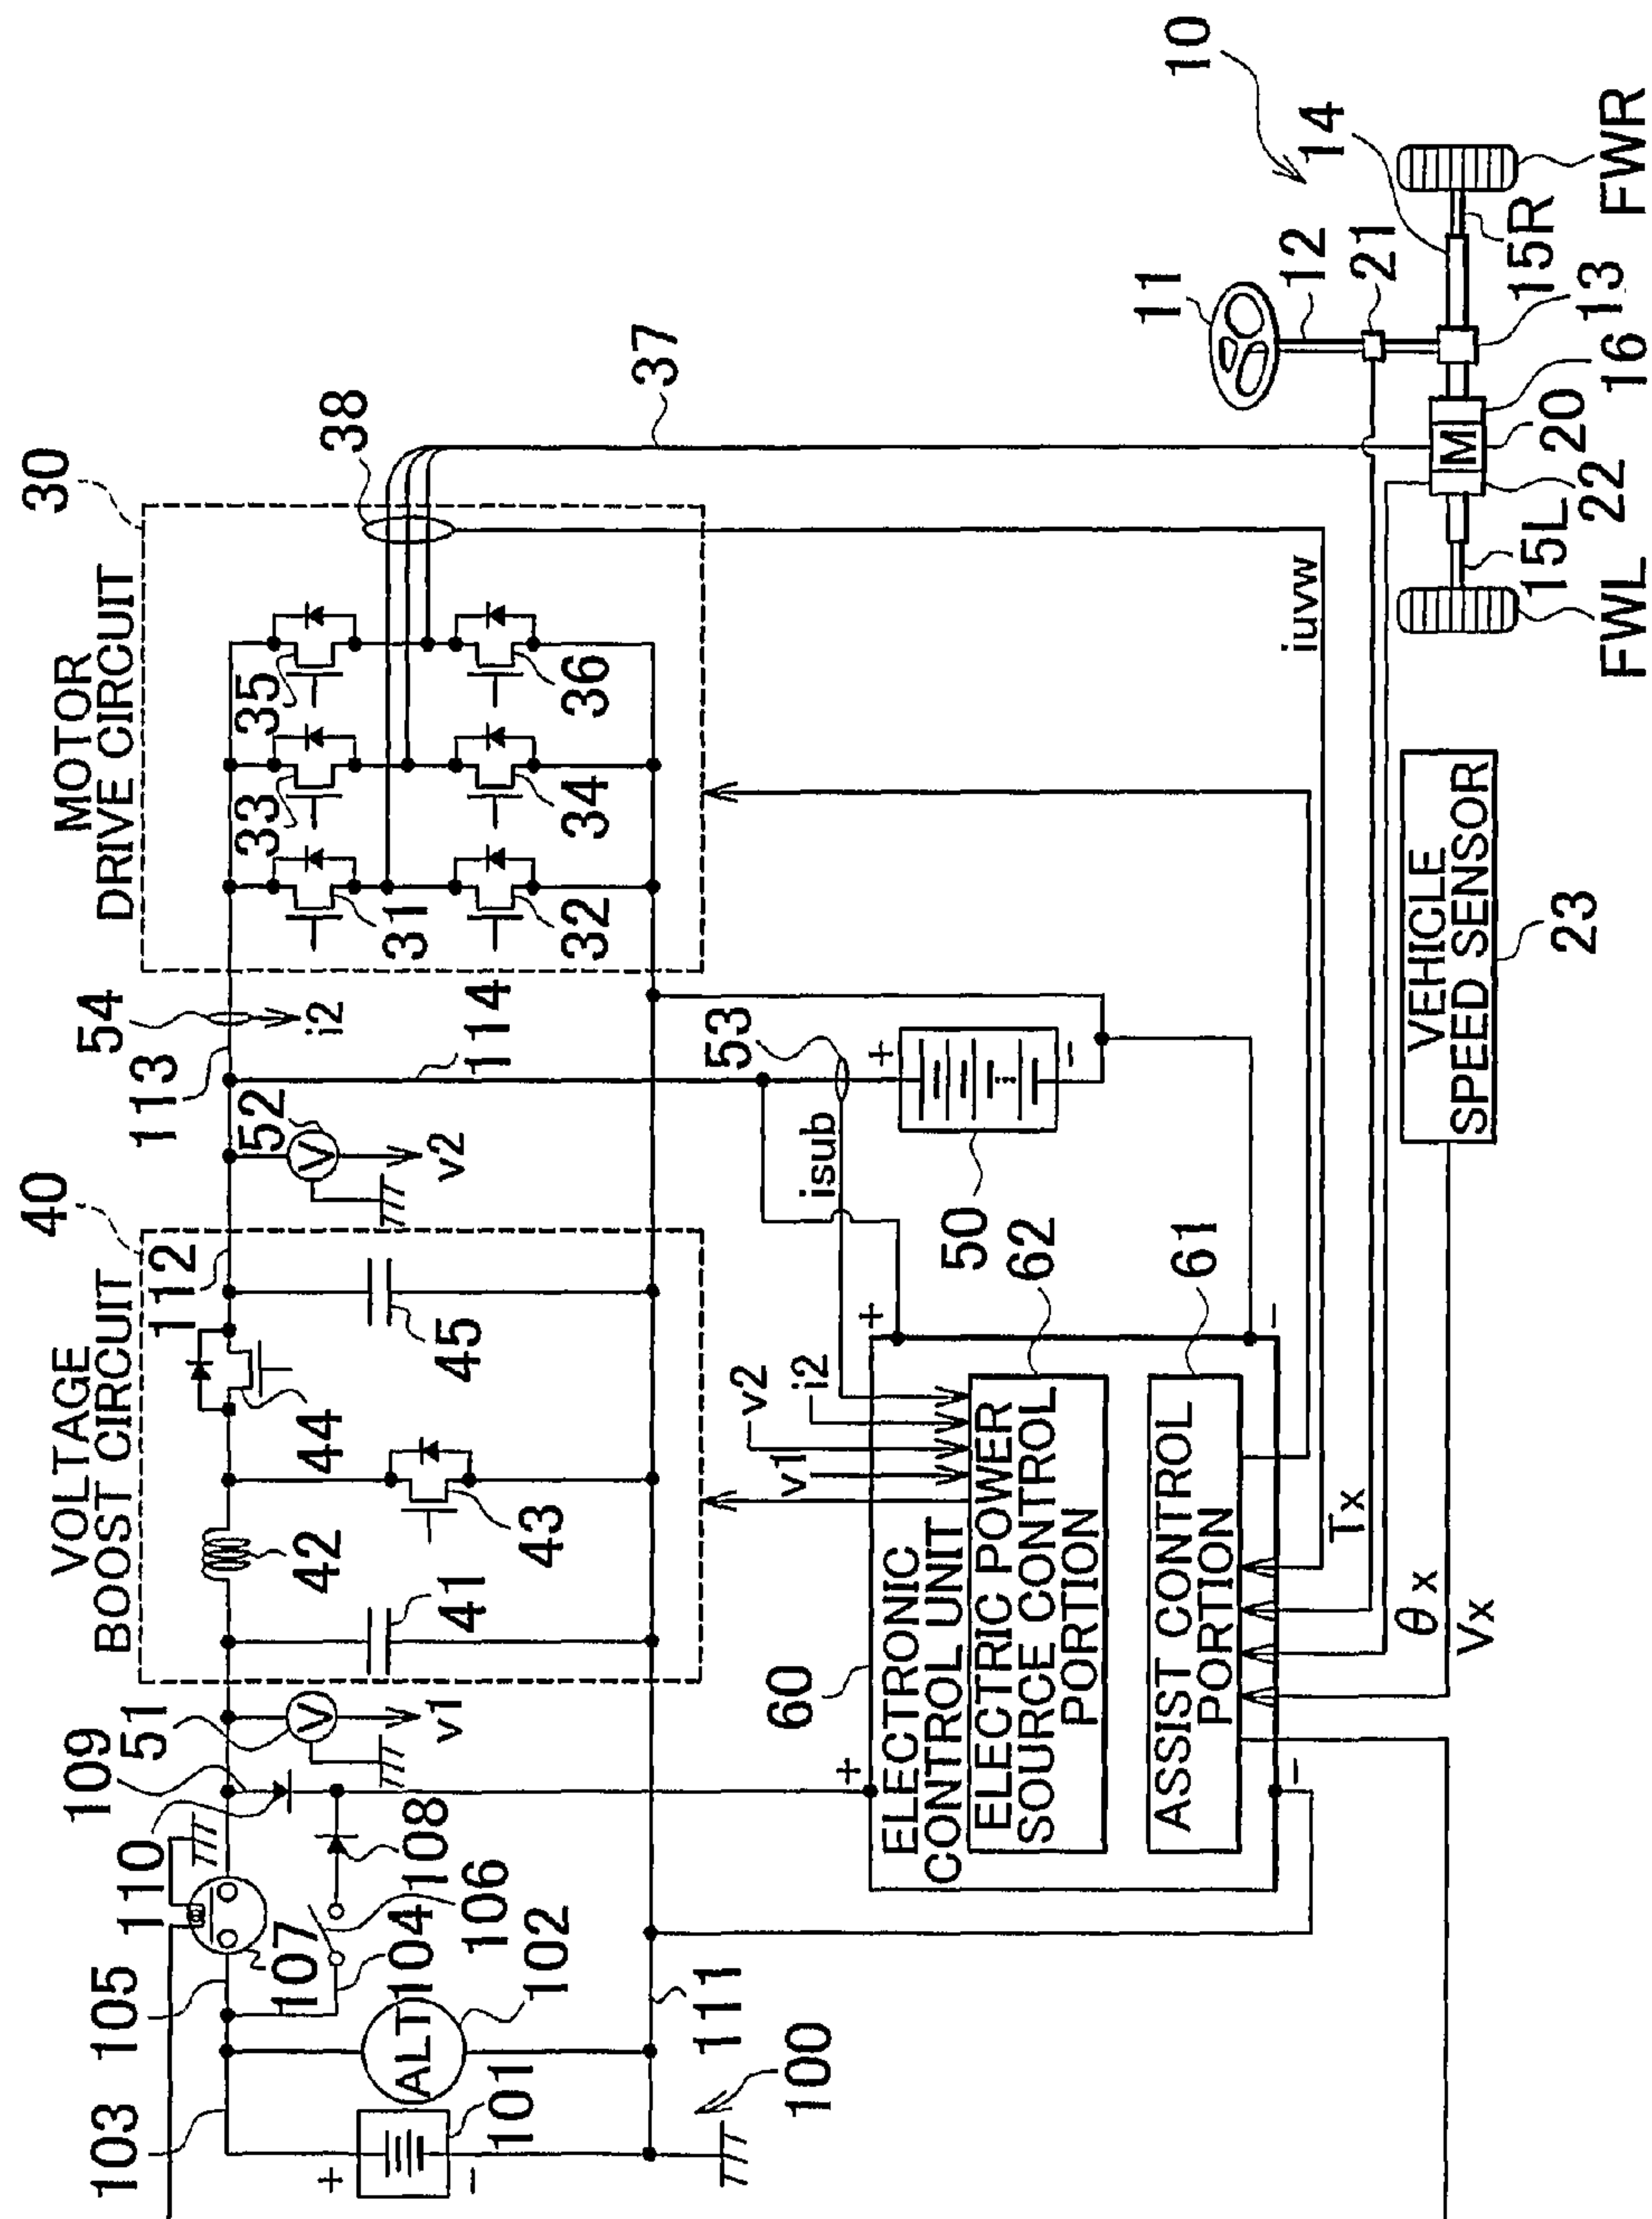 30
MOTOR
DRIVE CIRCUIT
38
37
35
36
33
34
31
32
40
VOLTAGE
BOOST CIRCUIT
112
44
45
42
43
41
54
i2
113
114
52
V
v2
53
isub
+
−
50
109
51
V
v1
110
108
107
106
105
104
103
ALT
102
101
+
−
111
100
60
ELECTRONIC
CONTROL UNIT
+
−
+
−
62
ELECTRIC POWER
SOURCE CONTROL
PORTION
61
ASSIST CONTROL
PORTION
v2
i2
v1
iuvw
Tx
θx
Vx
VEHICLE
SPEED SENSOR
23
10
11
12
21
14
15R
FWR
13
16
M
20
22
15L
FWL